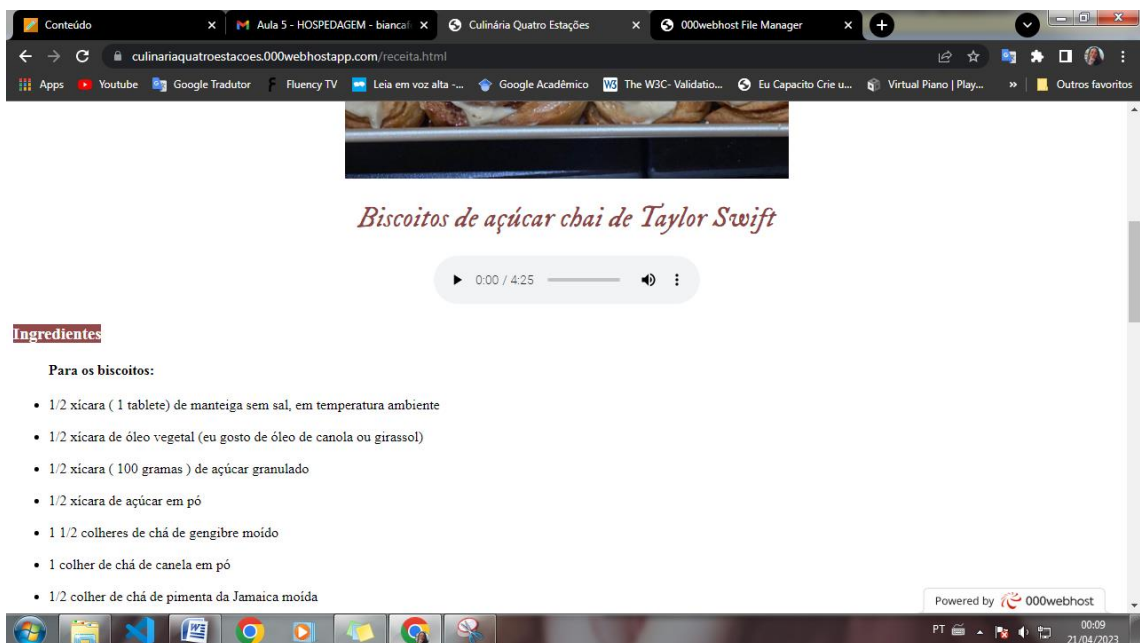 Conteúdo
Aula 5 - HOSPEDAGEM - biancaf
Culinária Quatro Estações
000webhost File Manager
culinariaquatroestacoes.000webhostapp.com/receita.html
Apps Youtube Google Tradutor Fluency TV Leia em voz alta -... Google Acadêmico The W3C- Validatio... Eu Capacito Crie u... Virtual Piano | Play... » Outros favoritos
Biscoitos de açúcar chai de Taylor Swift
0:00 / 4:25
Ingredientes
Para os biscoitos:
• 1/2 xícara ( 1 tablete) de manteiga sem sal, em temperatura ambiente
• 1/2 xícara de óleo vegetal (eu gosto de óleo de canola ou girassol)
• 1/2 xícara ( 100 gramas ) de açúcar granulado
• 1/2 xícara de açúcar em pó
• 1 1/2 colheres de chá de gengibre moído
• 1 colher de chá de canela em pó
• 1/2 colher de chá de pimenta da Jamaica moída
Powered by 000webhost
PT
00:09
21/04/2023